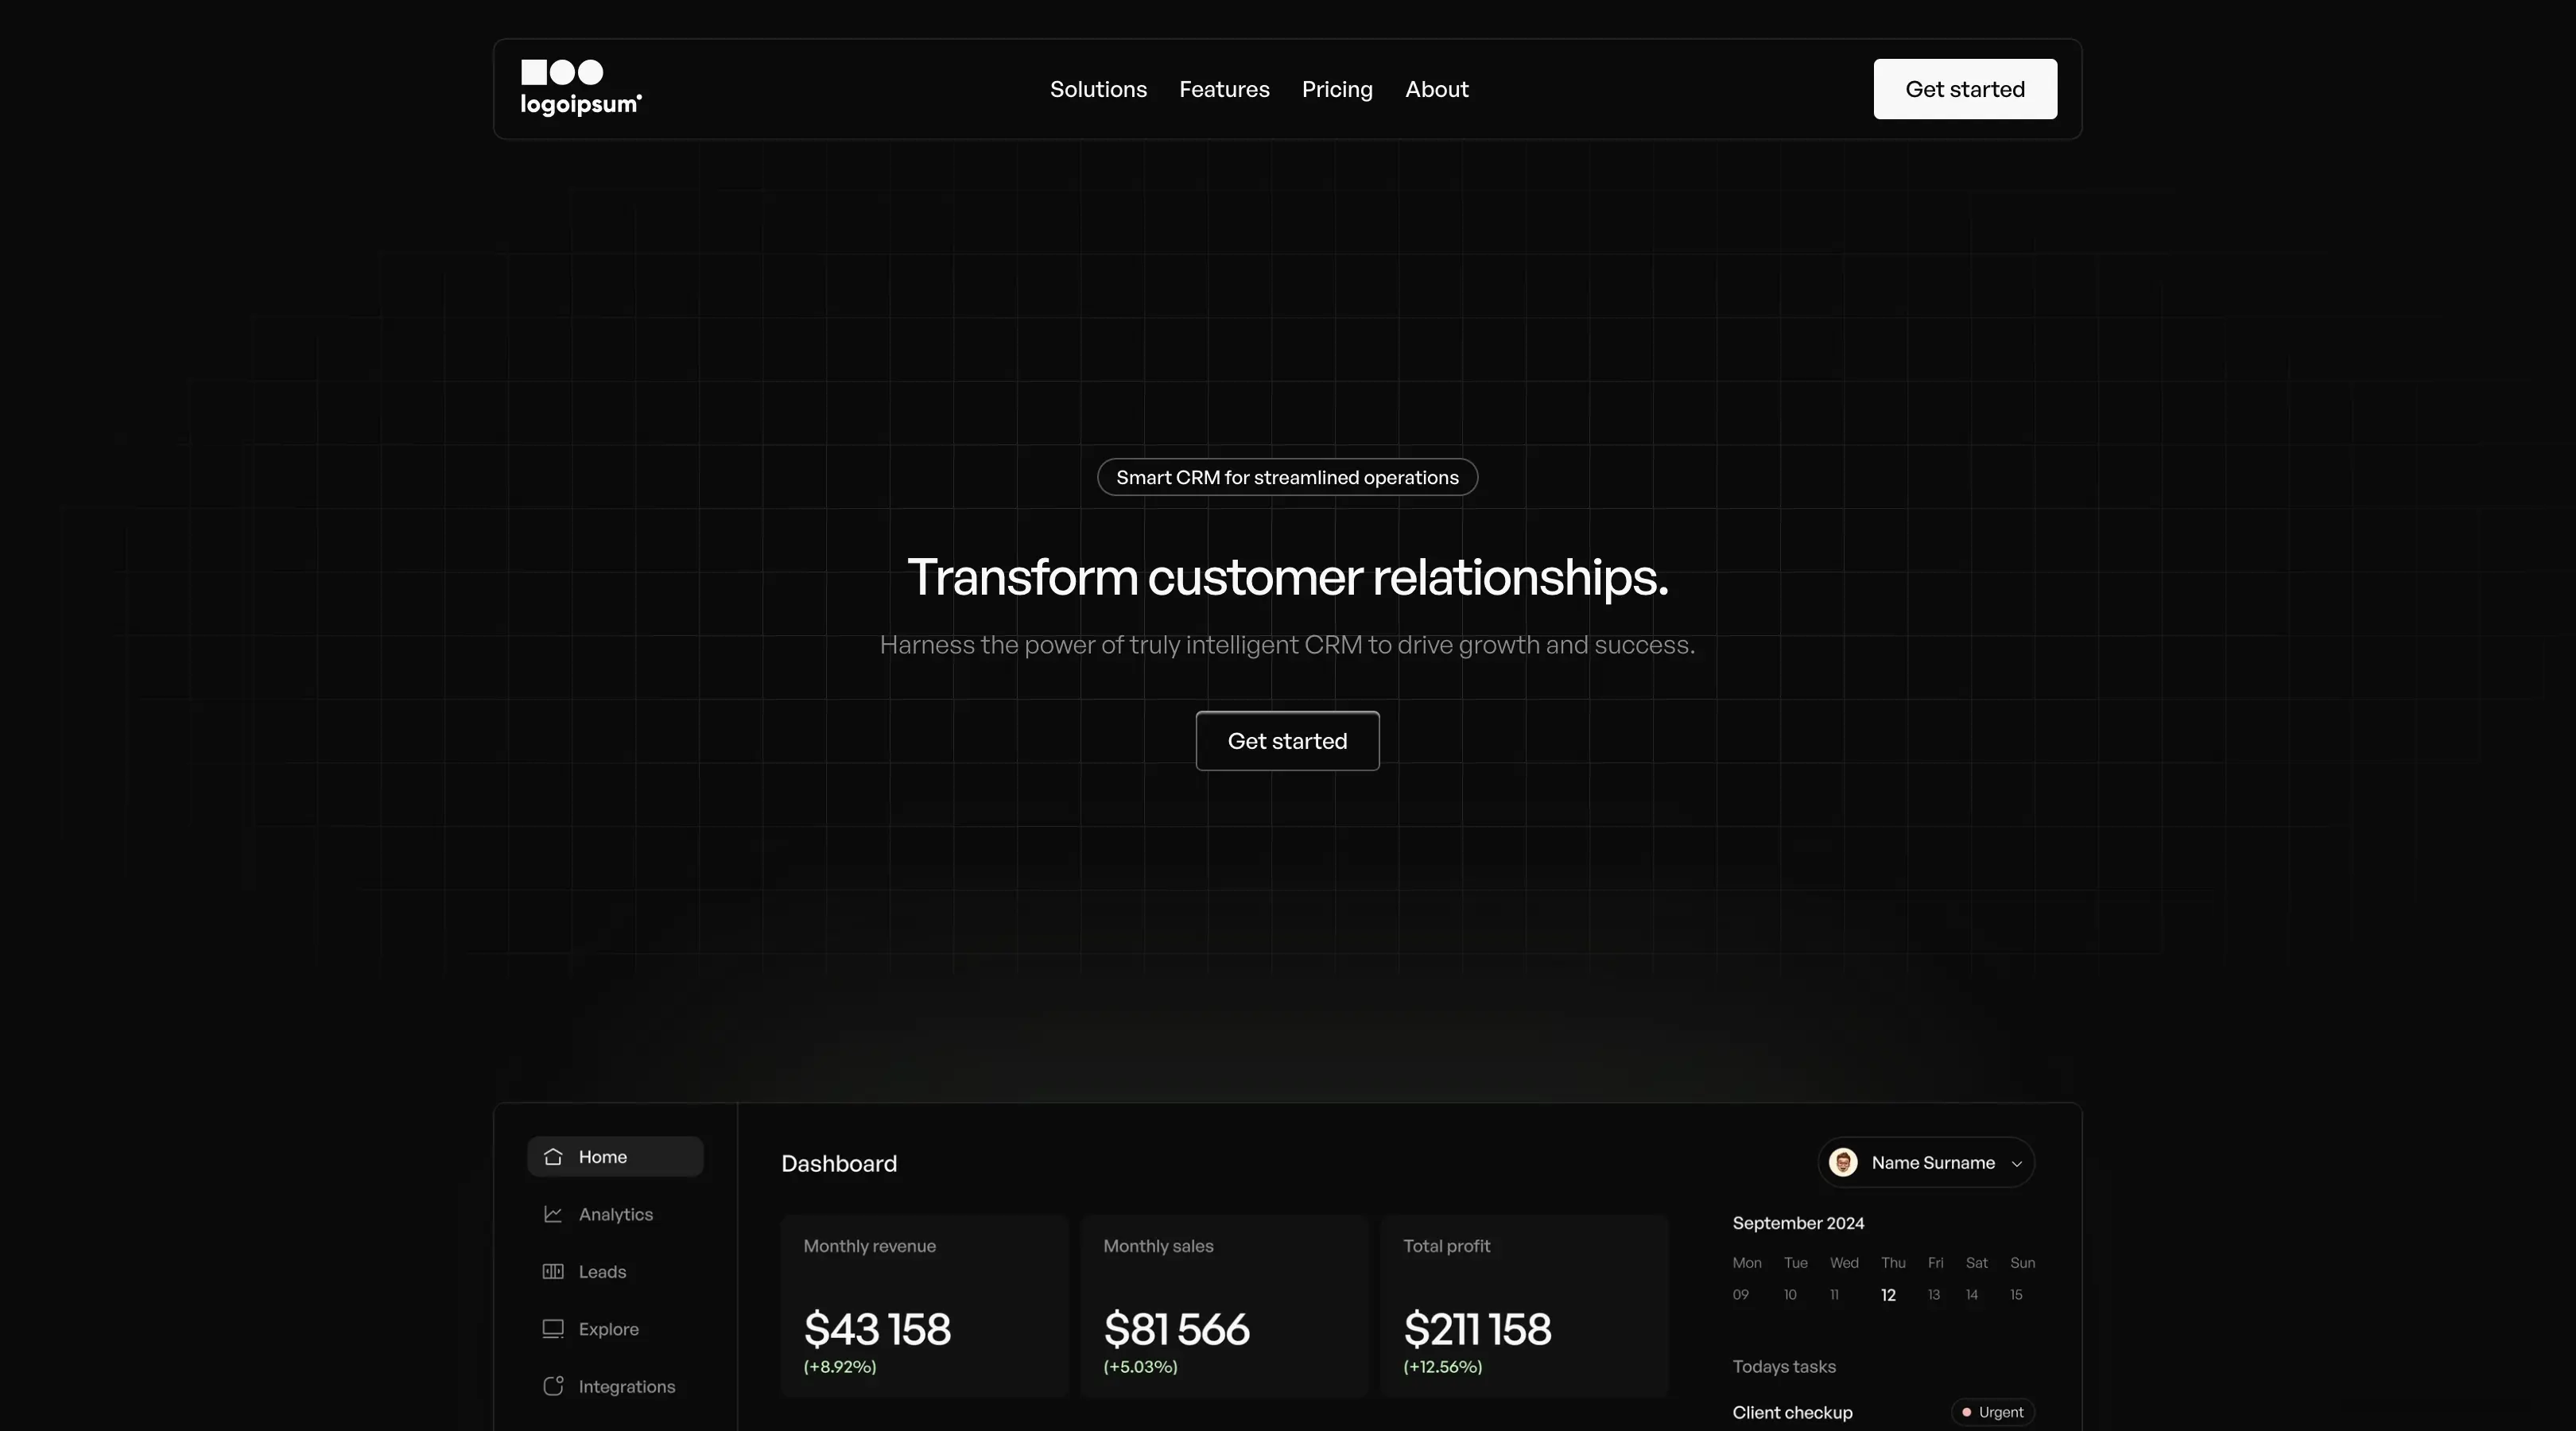 logoipsum
Solutions Features Pricing About
Get started
Smart CRM for streamlined operations
Transform customer relationships.
Harness the power of truly intelligent CRM to drive growth and success.
Get started
Home
Analytics
Leads
Explore
Integrations
Dashboard
Name Surname
Monthly revenue
$43 158
(+8.92%)
Monthly sales
$81 566
(+5.03%)
Total profit
$211 158
(+12.56%)
September 2024
Mon Tue Wed Thu Fri Sat Sun
09 10 11 12 13 14 15
Todays tasks
Client checkup
Urgent